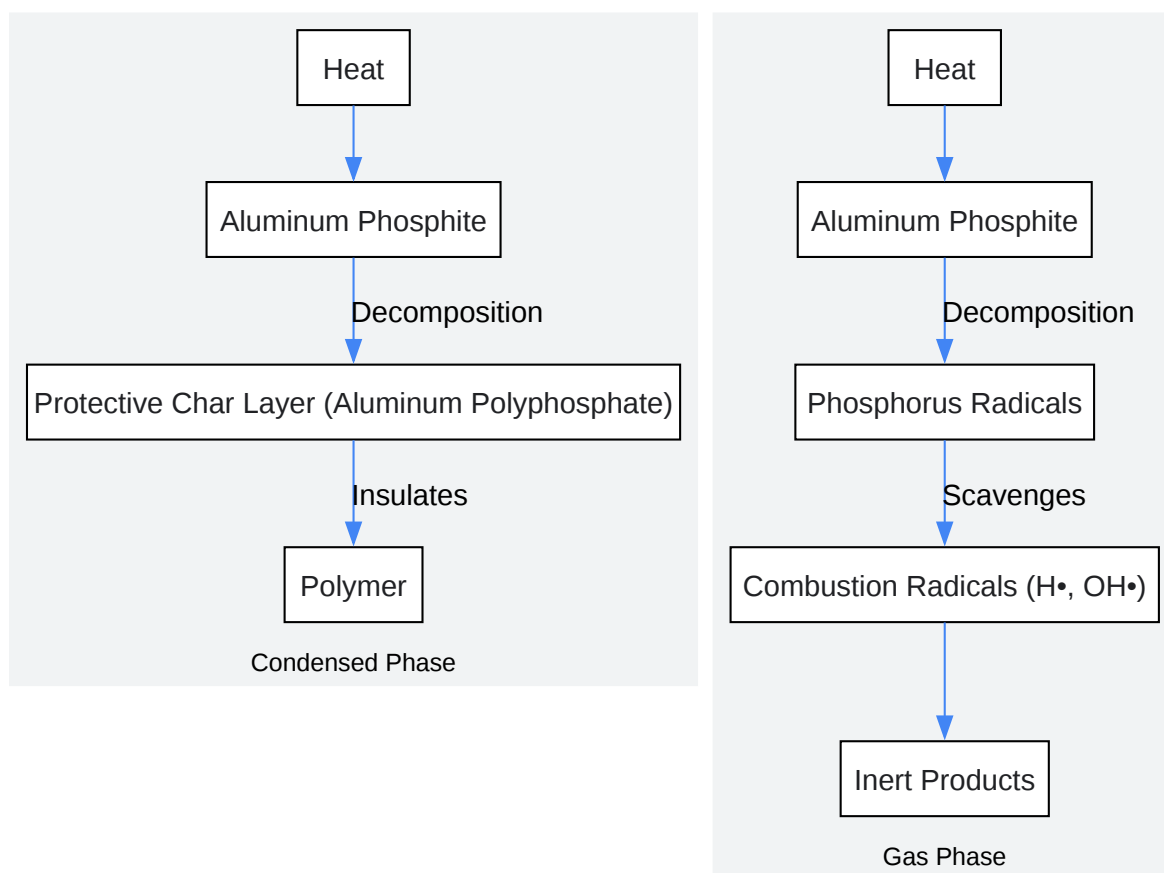 Heat
Aluminum Phosphite
Decomposition
Protective Char Layer (Aluminum Polyphosphate)
Insulates
Polymer
Condensed Phase
Heat
Aluminum Phosphite
Decomposition
Phosphorus Radicals
Scavenges
Combustion Radicals (H•, OH•)
Inert Products
Gas Phase